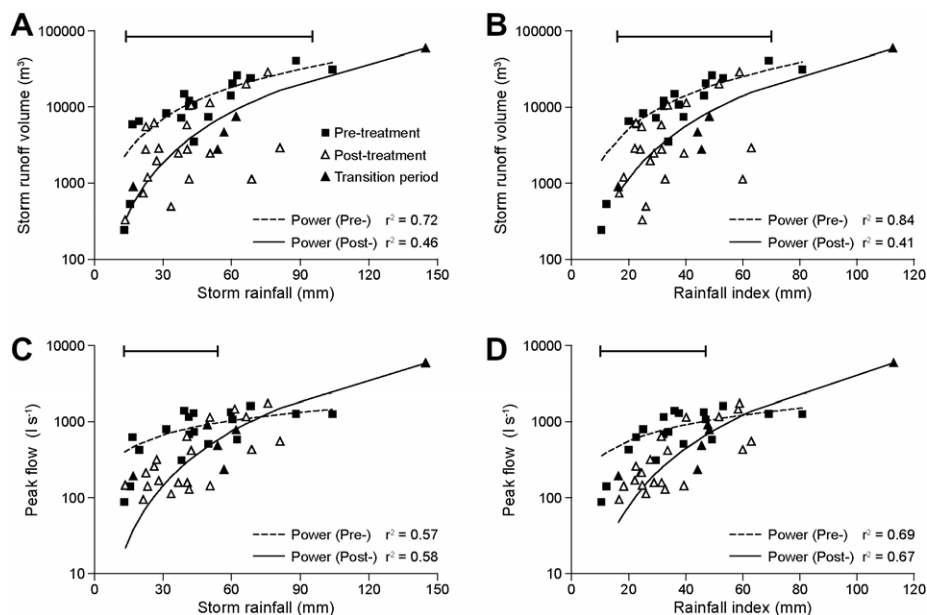 A
100000
10000
1000
100
Storm runoff volume (m³)
0 30 60 90 120 150
Storm rainfall (mm)
Pre-treatment
Post-treatment
Transition period
Power (Pre-) r² = 0.72
Power (Post-) r² = 0.46
B
100000
10000
1000
100
Storm runoff volume (m³)
0 20 40 60 80 100 120
Rainfall index (mm)
Power (Pre-) r² = 0.84
Power (Post-) r² = 0.41
C
10000
1000
100
10
Peak flow (l s⁻¹)
0 30 60 90 120 150
Storm rainfall (mm)
Power (Pre-) r² = 0.57
Power (Post-) r² = 0.58
D
10000
1000
100
10
Peak flow (l s⁻¹)
0 20 40 60 80 100 120
Rainfall index (mm)
Power (Pre-) r² = 0.69
Power (Post-) r² = 0.67